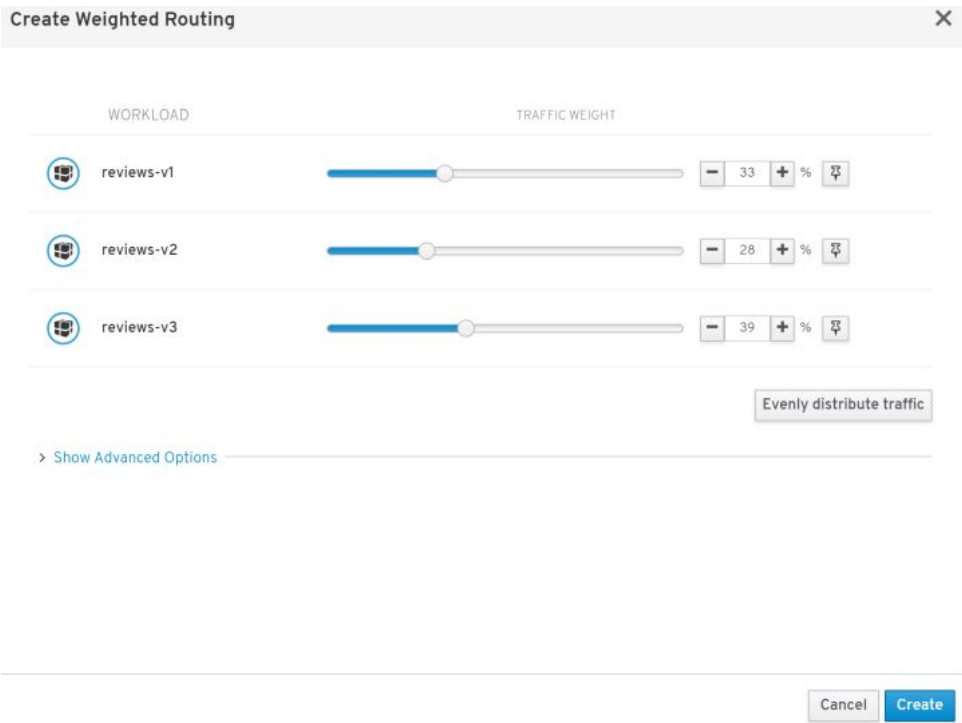 Create Weighted Routing
WORKLOAD TRAFFIC WEIGHT
reviews-v1 33 %
reviews-v2 28 %
reviews-v3 39 %
Evenly distribute traffic
Show Advanced Options
Cancel Create